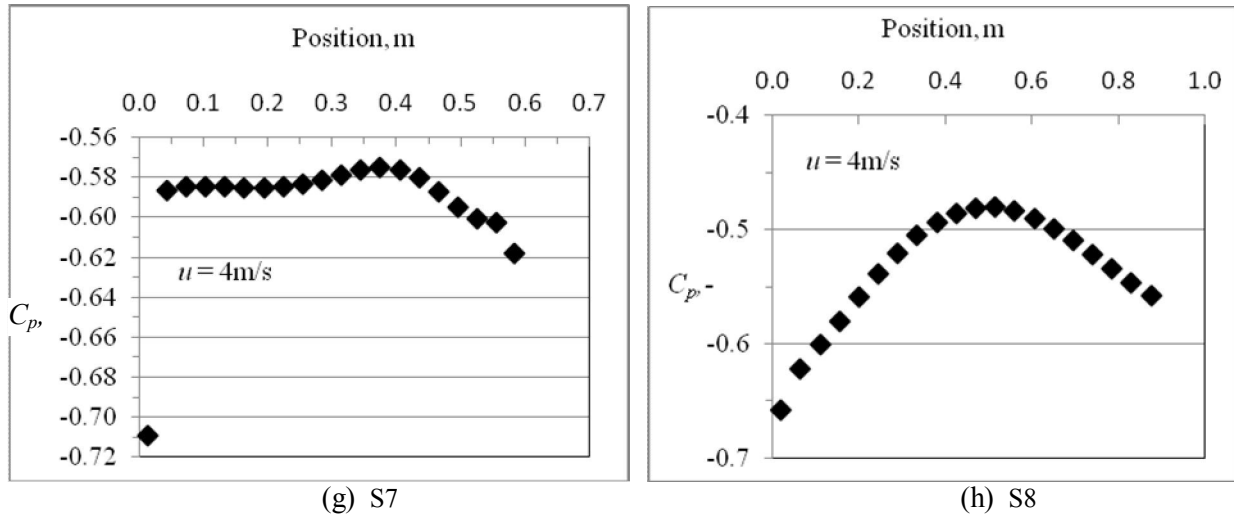 Position, m
0.0 0.1 0.2 0.3 0.4 0.5 0.6 0.7
-0.56
-0.58
-0.60
-0.62
-0.64
-0.66
-0.68
-0.70
-0.72
u = 4m/s
Cp,
(g) S7
Position, m
0.0 0.2 0.4 0.6 0.8 1.0
-0.4
-0.5
-0.6
-0.7
u = 4m/s
Cp, -
(h) S8